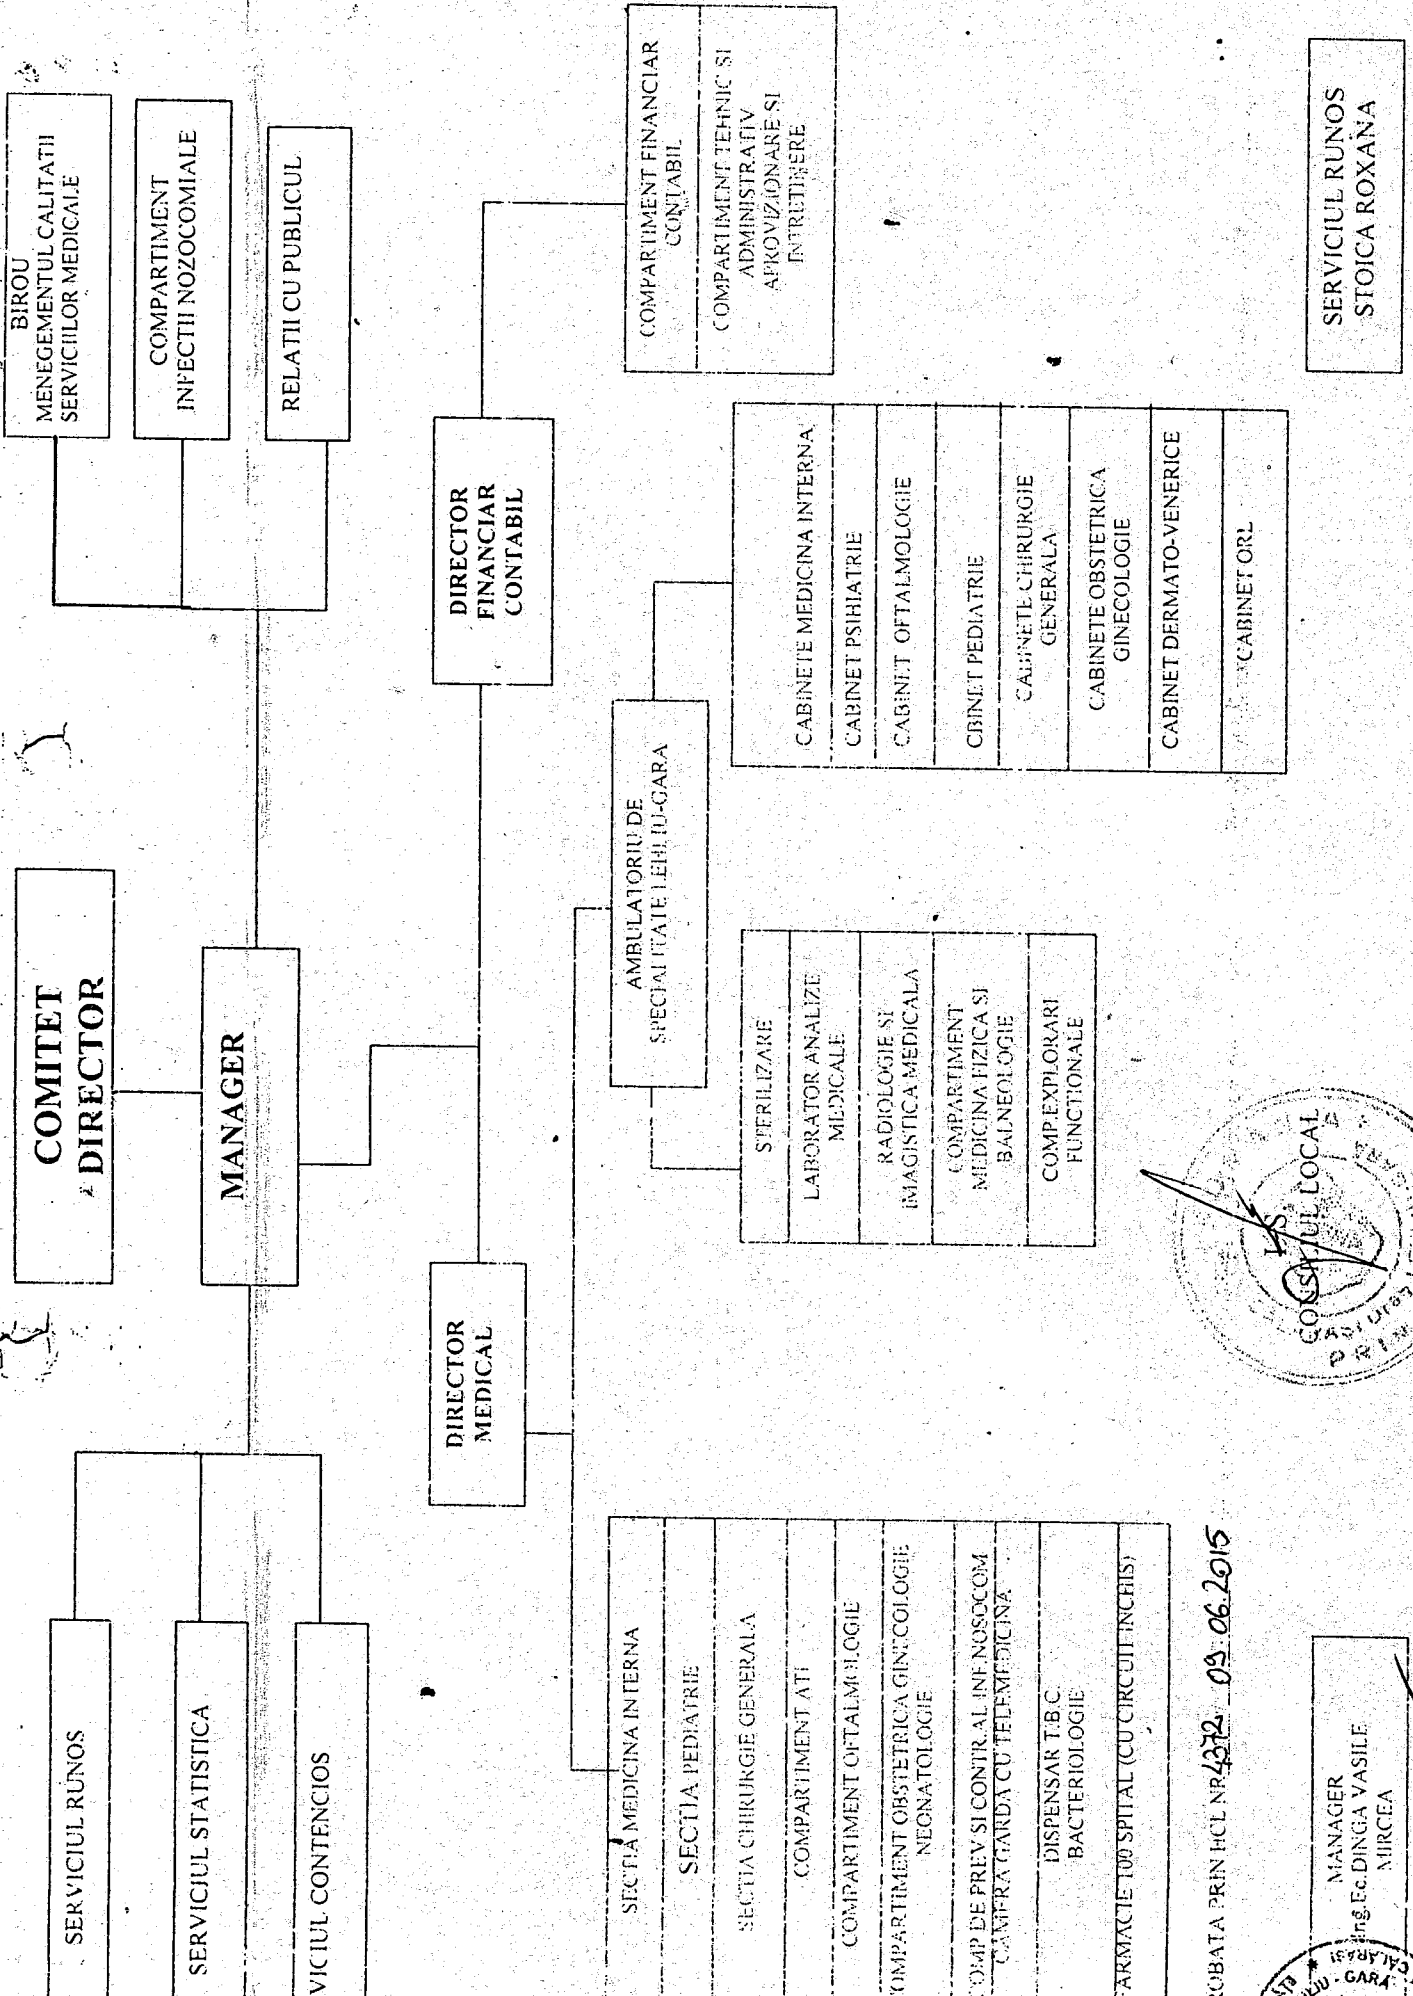 COMITET
DIRECTOR
MANAGER
SERVICIUL RUNOS
SERVICIUL STATISTICA
VICIUL CONTENCIOS
BIROU
MENEGEMENTUL CALITATII
SERVICIILOR MEDICALE
COMPARTIMENT
INFECTII NOZOCOMIALE
RELATII CU PUBLICUL
DIRECTOR
MEDICAL
DIRECTOR
FINANCIAR
CONTABIL
SECTIA MEDICINA INTERNA
SECTIA PEDIATRIE
SECTIA CHIRURGIE GENERALA
COMPARTIMENT ATI
COMPARTIMENT OFTALMOLOGIE
OMPARTIMENT OBSTETRICA GINECOLOGIE
NEONATOLOGIE
OMP DE PREV SI CONTR.AL INF NOSOCOM
CAMERA GARDA CU TELEMEDICINA
DISPENSAR T.B.C.
BACTERIOLOGIE
ARMACIE 100 SPITAL (CU CIRCUIT INCHIS)
AMBULATORIU DE
SPECIALITATE LEHLIU-GARA
STERILIZARE
LABORATOR ANALIZE
MEDICALE
RADIOLOGIE SI
IMAGISTICA MEDICALA
COMPARTIMENT
MEDICINA FIZICA SI
BALNEOLOGIE
COMP.EXPLORARI
FUNCTIONALE
CABINETE MEDICINA INTERNA
CABINET PSIHIATRIE
CABINET OFTALMOLOGIE
CBINET PEDIATRIE
CABINETE CHIRURGIE
GENERALA
CABINETE OBSTETRICA
GINECOLOGIE
CABINET DERMATO-VENERICE
CABINET ORL
COMPARTIMENT FINANCIAR
CONTABIL
COMPARTIMENT TEHNIC SI
ADMINISTRATIV
APROVIZIONARE SI
INTRETINERE
ROBATA PRIN HCL NR 4372 09.06.2015
MANAGER
Ing.Ec.DINGA VASILE
MIRCEA
CONSILIUL LOCAL
SERVICIUL RUNOS
STOICA ROXANA